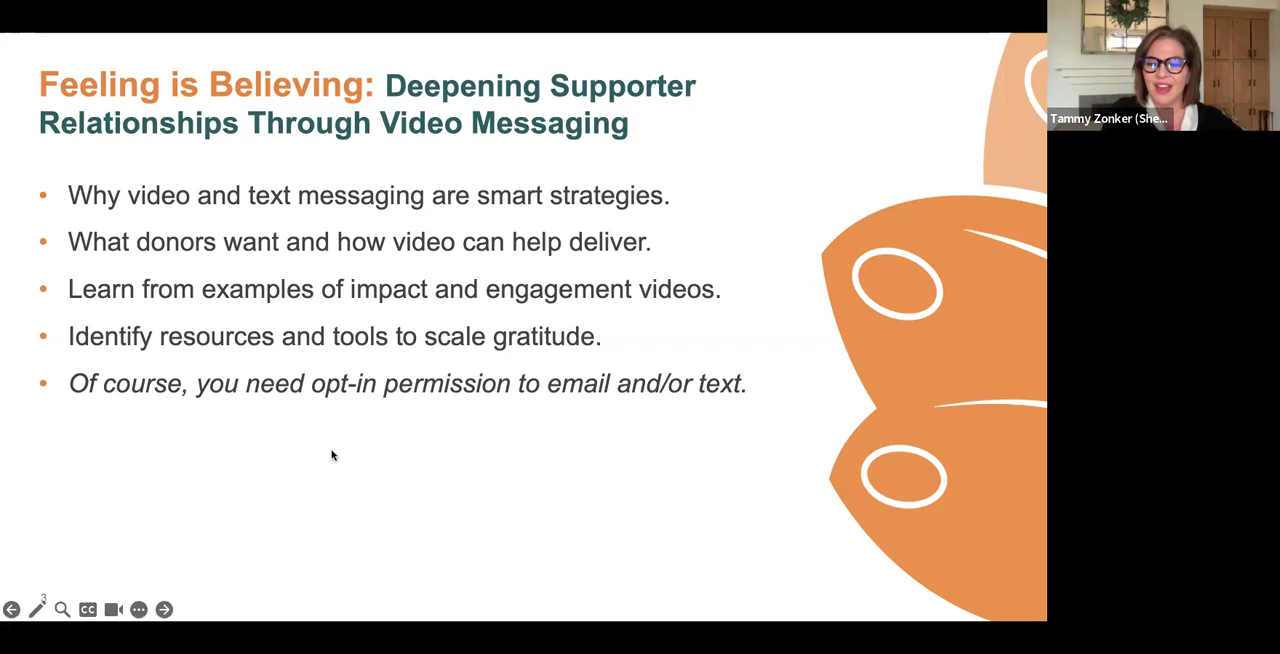 Feeling is Believing: Deepening Supporter
Relationships Through Video Messaging
• Why video and text messaging are smart strategies.
• What donors want and how video can help deliver.
• Learn from examples of impact and engagement videos.
• Identify resources and tools to scale gratitude.
• Of course, you need opt-in permission to email and/or text.
3
CC
Tammy Zonker (She...